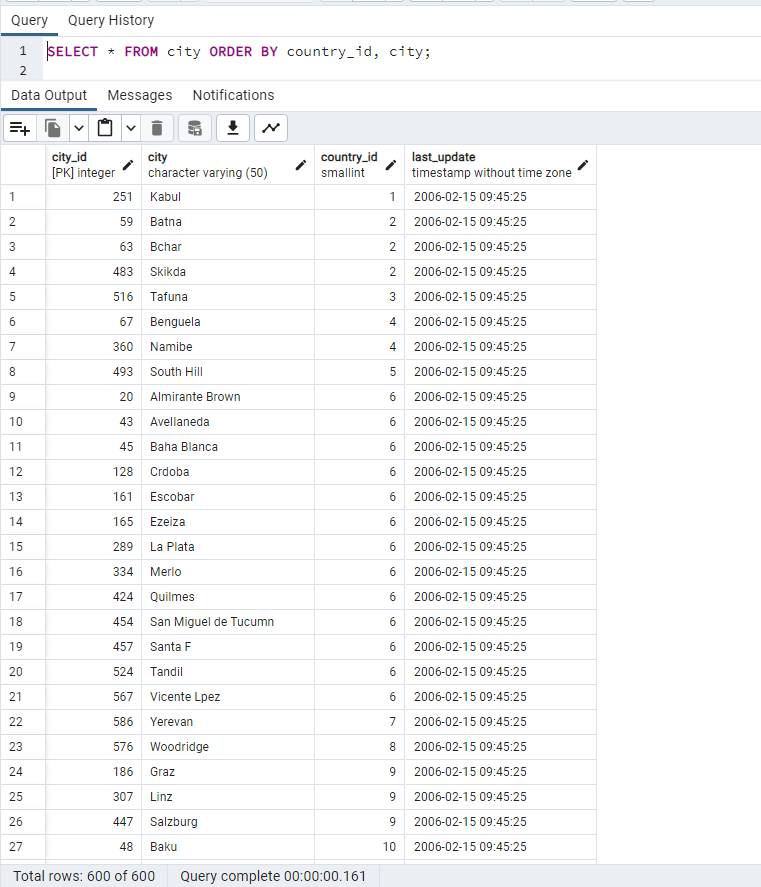 Query Query History
1 SELECT * FROM city ORDER BY country_id, city;
2
Data Output Messages Notifications
city_id city country_id last_update
[PK] integer character varying (50) smallint timestamp without time zone
1 251 Kabul 1 2006-02-15 09:45:25
2 59 Batna 2 2006-02-15 09:45:25
3 63 Bchar 2 2006-02-15 09:45:25
4 483 Skikda 2 2006-02-15 09:45:25
5 516 Tafuna 3 2006-02-15 09:45:25
6 67 Benguela 4 2006-02-15 09:45:25
7 360 Namibe 4 2006-02-15 09:45:25
8 493 South Hill 5 2006-02-15 09:45:25
9 20 Almirante Brown 6 2006-02-15 09:45:25
10 43 Avellaneda 6 2006-02-15 09:45:25
11 45 Baha Blanca 6 2006-02-15 09:45:25
12 128 Crdoba 6 2006-02-15 09:45:25
13 161 Escobar 6 2006-02-15 09:45:25
14 165 Ezeiza 6 2006-02-15 09:45:25
15 289 La Plata 6 2006-02-15 09:45:25
16 334 Merlo 6 2006-02-15 09:45:25
17 424 Quilmes 6 2006-02-15 09:45:25
18 454 San Miguel de Tucumn 6 2006-02-15 09:45:25
19 457 Santa F 6 2006-02-15 09:45:25
20 524 Tandil 6 2006-02-15 09:45:25
21 567 Vicente Lpez 6 2006-02-15 09:45:25
22 586 Yerevan 7 2006-02-15 09:45:25
23 576 Woodridge 8 2006-02-15 09:45:25
24 186 Graz 9 2006-02-15 09:45:25
25 307 Linz 9 2006-02-15 09:45:25
26 447 Salzburg 9 2006-02-15 09:45:25
27 48 Baku 10 2006-02-15 09:45:25
Total rows: 600 of 600 Query complete 00:00:00.161